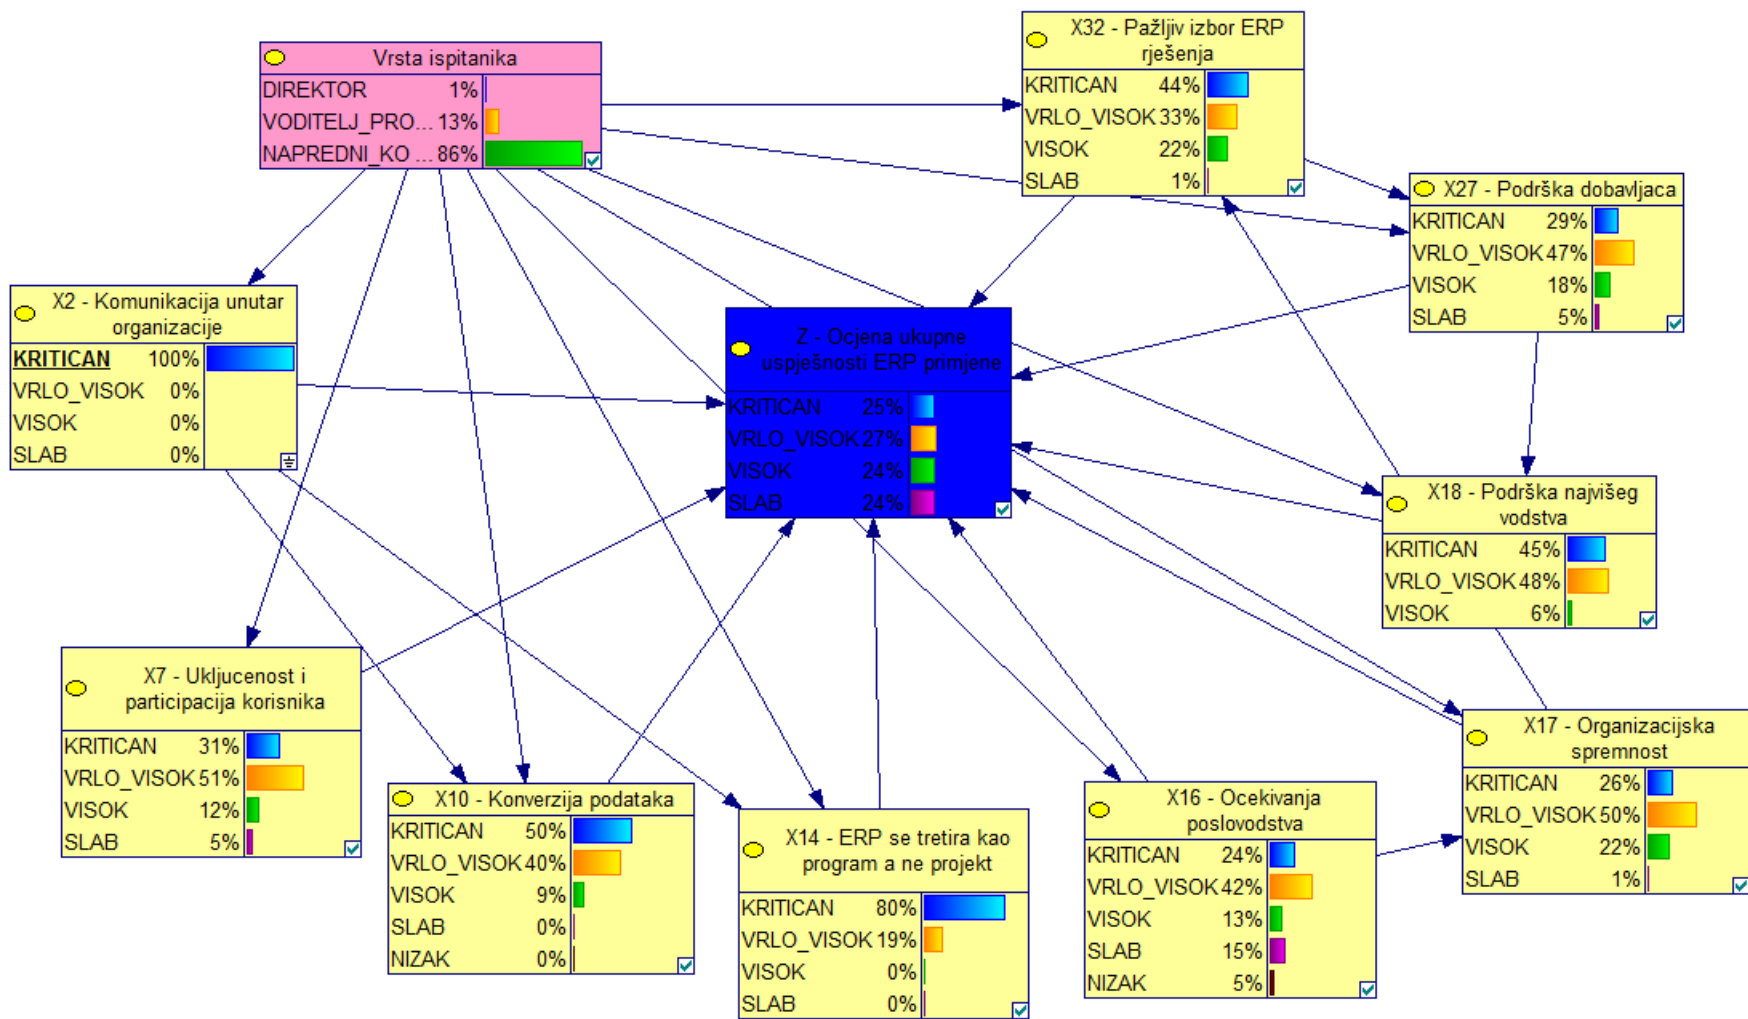 Vrsta ispitanika
DIREKTOR 1%
VODITELJ_PRO... 13%
NAPREDNI_KO ... 86%
X32 - Pažljiv izbor ERP
rješenja
KRITICAN 44%
VRLO_VISOK 33%
VISOK 22%
SLAB 1%
X27 - Podrška dobavljaca
KRITICAN 29%
VRLO_VISOK 47%
VISOK 18%
SLAB 5%
X2 - Komunikacija unutar
organizacije
KRITICAN 100%
VRLO_VISOK 0%
VISOK 0%
SLAB 0%
Z - Ocjena ukupne
uspješnosti ERP primjene
KRITICAN 25%
VRLO_VISOK 27%
VISOK 24%
SLAB 24%
X18 - Podrška najvišeg
vodstva
KRITICAN 45%
VRLO_VISOK 48%
VISOK 6%
X7 - Ukljucenost i
participacija korisnika
KRITICAN 31%
VRLO_VISOK 51%
VISOK 12%
SLAB 5%
X10 - Konverzija podataka
KRITICAN 50%
VRLO_VISOK 40%
VISOK 9%
SLAB 0%
NIZAK 0%
X14 - ERP se tretira kao
program a ne projekt
KRITICAN 80%
VRLO_VISOK 19%
VISOK 0%
SLAB 0%
X16 - Ocekivanja
poslovodstva
KRITICAN 24%
VRLO_VISOK 42%
VISOK 13%
SLAB 15%
NIZAK 5%
X17 - Organizacijska
spremnost
KRITICAN 26%
VRLO_VISOK 50%
VISOK 22%
SLAB 1%